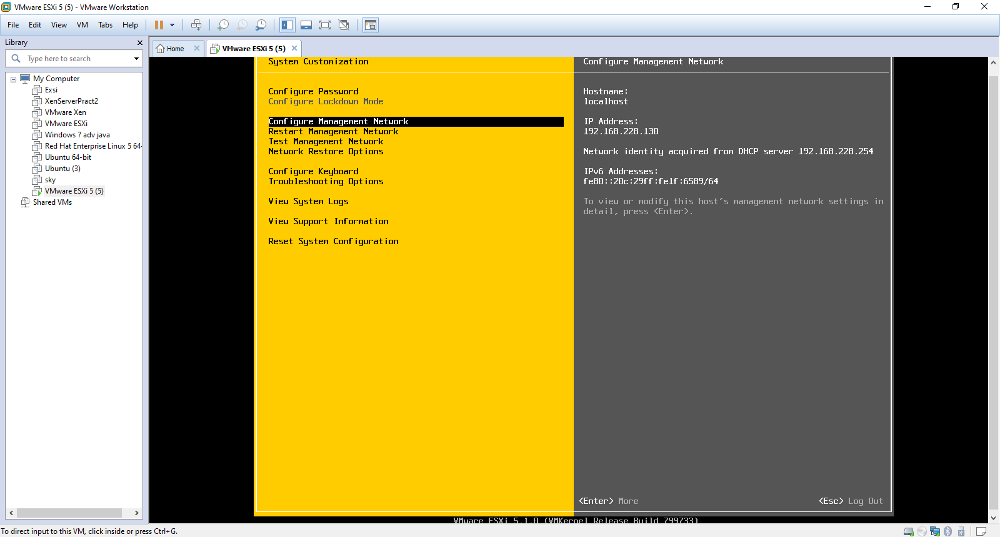 VMware ESXi 5 (5) - VMware Workstation
File Edit View VM Tabs Help
Library
Type here to search
My Computer
Exsi
XenServerPract2
VMware Xen
VMware ESXi
Windows 7 adv java
Red Hat Enterprise Linux 5 64-
Ubuntu 64-bit
Ubuntu (3)
sky
VMware ESXi 5 (5)
Shared VMs
Home
VMware ESXi 5 (5)
System Customization
Configure Password
Configure Lockdown Mode
Configure Management Network
Restart Management Network
Test Management Network
Network Restore Options
Configure Keyboard
Troubleshooting Options
View System Logs
View Support Information
Reset System Configuration
Configure Management Network
Hostname:
localhost
IP Address:
192.168.228.130
Network identity acquired from DHCP server 192.168.228.254
IPv6 Addresses:
fe80::20c:29ff:fe1f:6589/64
To view or modify this host's management network settings in
detail, press <Enter>.
<Enter> More
<Esc> Log Out
VMware ESXi 5.1.0 (VMKernel Release Build 799733)
To direct input to this VM, click inside or press Ctrl+G.